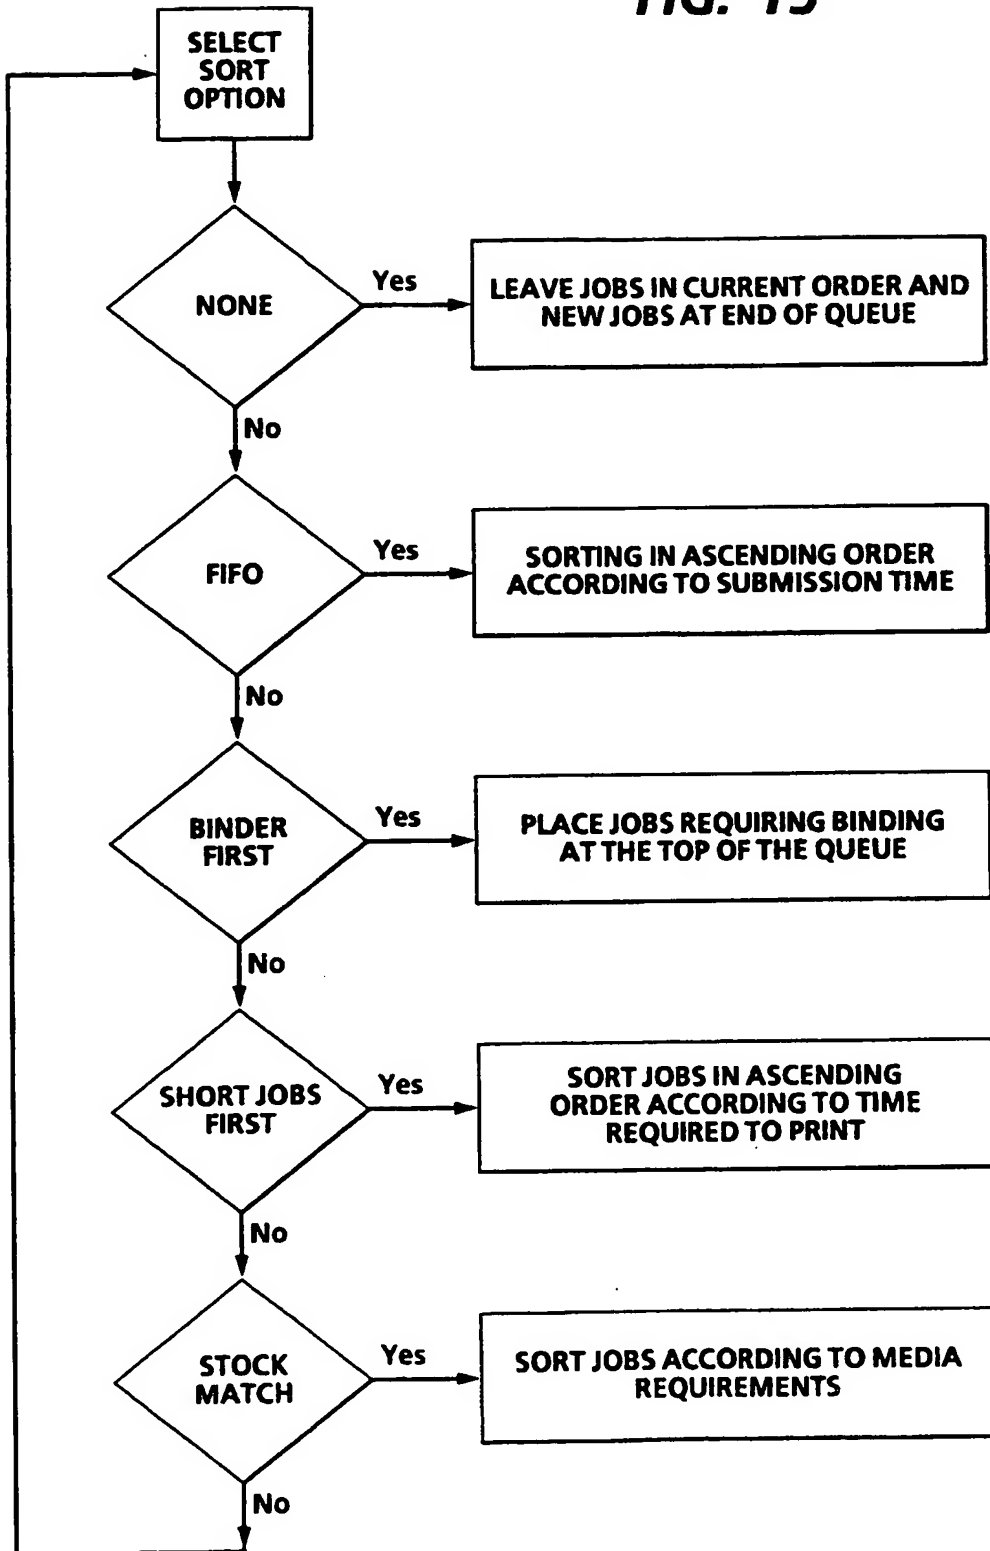 FIG. 15
SELECT
SORT
OPTION
NONE
Yes
LEAVE JOBS IN CURRENT ORDER AND
NEW JOBS AT END OF QUEUE
No
FIFO
Yes
SORTING IN ASCENDING ORDER
ACCORDING TO SUBMISSION TIME
No
BINDER
FIRST
Yes
PLACE JOBS REQUIRING BINDING
AT THE TOP OF THE QUEUE
No
SHORT JOBS
FIRST
Yes
SORT JOBS IN ASCENDING
ORDER ACCORDING TO TIME
REQUIRED TO PRINT
No
STOCK
MATCH
Yes
SORT JOBS ACCORDING TO MEDIA
REQUIREMENTS
No